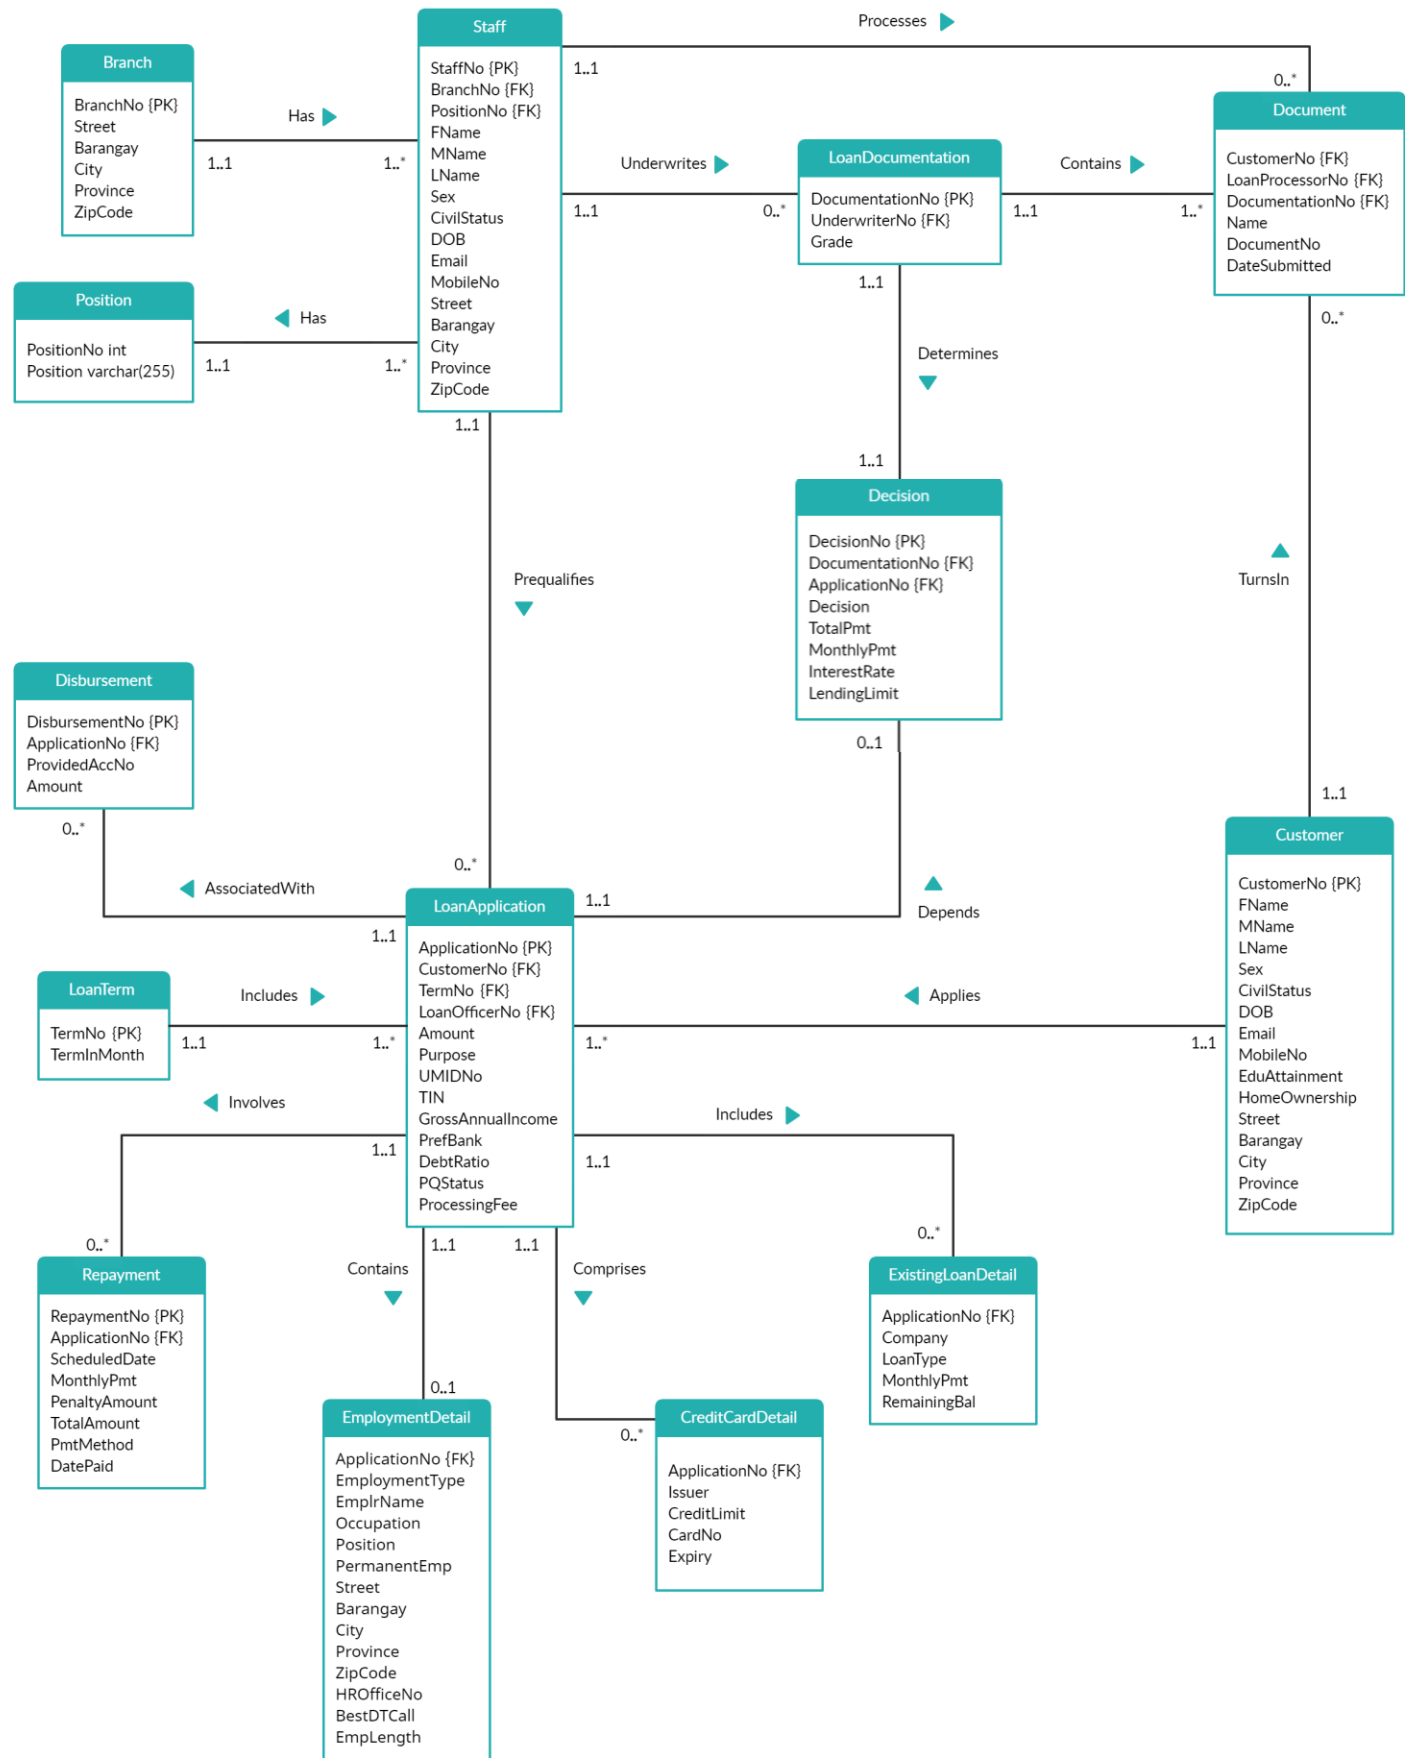 Processes
Staff
StaffNo {PK}
BranchNo {FK}
PositionNo {FK}
FName
MName
LName
Sex
CivilStatus
DOB
Email
MobileNo
Street
Barangay
City
Province
ZipCode
1..1
0..*
Branch
BranchNo {PK}
Street
Barangay
City
Province
ZipCode
Has
1..1
1..*
Position
PositionNo int
Position varchar(255)
Has
1..1
1..*
Underwrites
1..1
0..*
LoanDocumentation
DocumentationNo {PK}
UnderwriterNo {FK}
Grade
Contains
1..1
1..*
Document
CustomerNo {FK}
LoanProcessorNo {FK}
DocumentationNo {FK}
Name
DocumentNo
DateSubmitted
0..*
1..1
Determines
1..1
Decision
DecisionNo {PK}
DocumentationNo {FK}
ApplicationNo {FK}
Decision
TotalPmt
MonthlyPmt
InterestRate
LendingLimit
0..1
1..1
Prequalifies
0..*
TurnsIn
1..1
Disbursement
DisbursementNo {PK}
ApplicationNo {FK}
ProvidedAccNo
Amount
0..*
AssociatedWith
1..1
LoanApplication
ApplicationNo {PK}
CustomerNo {FK}
TermNo {FK}
LoanOfficerNo {FK}
Amount
Purpose
UMIDNo
TIN
GrossAnnualIncome
PrefBank
DebtRatio
PQStatus
ProcessingFee
1..1
Depends
Customer
CustomerNo {PK}
FName
MName
LName
Sex
CivilStatus
DOB
Email
MobileNo
EduAttainment
HomeOwnership
Street
Barangay
City
Province
ZipCode
LoanTerm
TermNo {PK}
TermInMonth
Includes
1..1
1..*
Applies
1..*
1..1
Involves
1..1
0..*
Includes
1..1
0..*
Repayment
RepaymentNo {PK}
ApplicationNo {FK}
ScheduledDate
MonthlyPmt
PenaltyAmount
TotalAmount
PmtMethod
DatePaid
1..1
Contains
0..1
EmploymentDetail
ApplicationNo {FK}
EmploymentType
EmplrName
Occupation
Position
PermanentEmp
Street
Barangay
City
Province
ZipCode
HROfficeNo
BestDTCall
EmpLength
1..1
Comprises
0..*
CreditCardDetail
ApplicationNo {FK}
Issuer
CreditLimit
CardNo
Expiry
ExistingLoanDetail
ApplicationNo {FK}
Company
LoanType
MonthlyPmt
RemainingBal